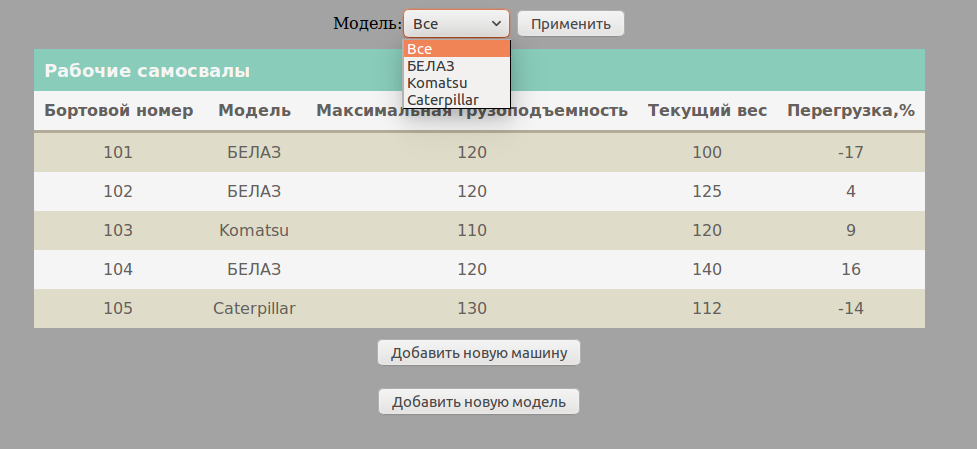 Модель: Все Применить
Все
БЕЛАЗ
Komatsu
Caterpillar
Рабочие самосвалы
Бортовой номер Модель Максимальная грузоподъемность Текущий вес Перегрузка,%
101 БЕЛАЗ 120 100 -17
102 БЕЛАЗ 120 125 4
103 Komatsu 110 120 9
104 БЕЛАЗ 120 140 16
105 Caterpillar 130 112 -14
Добавить новую машину
Добавить новую модель